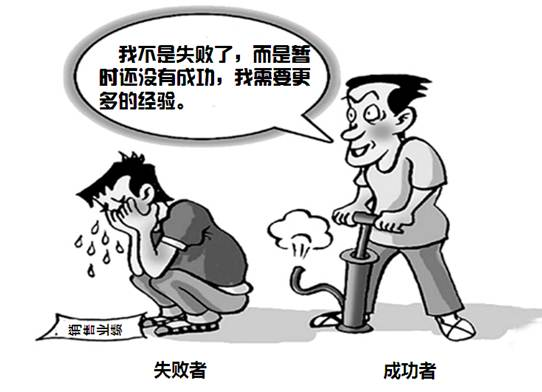 我不是失败了，而是暂
时还没有成功，我需要更
多的经验。
销售业绩
失败者
成功者